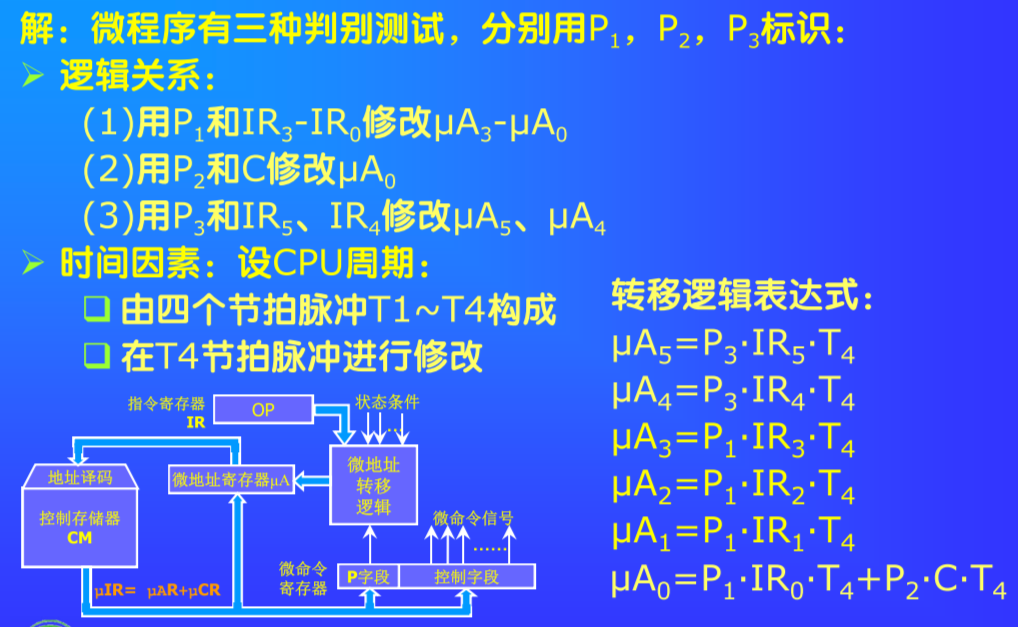 解：微程序有三种判别测试，分别用P₁，P₂，P₃标识：
➢ 逻辑关系：
(1)用P₁和IR₃-IR₀修改μA₃-μA₀
(2)用P₂和C修改μA₀
(3)用P₃和IR₅、IR₄修改μA₅、μA₄
➢ 时间因素：设CPU周期：
❑ 由四个节拍脉冲T1~T4构成
❑ 在T4节拍脉冲进行修改
转移逻辑表达式：
μA₅=P₃·IR₅·T₄
μA₄=P₃·IR₄·T₄
μA₃=P₁·IR₃·T₄
μA₂=P₁·IR₂·T₄
μA₁=P₁·IR₁·T₄
μA₀=P₁·IR₀·T₄+P₂·C·T₄
指令寄存器
IR
OP
状态条件
...
地址译码
控制存储器
CM
微地址寄存器μA
微地址
转移
逻辑
微命令信号
......
微命令
寄存器
P字段
控制字段
μIR= μAR+μCR